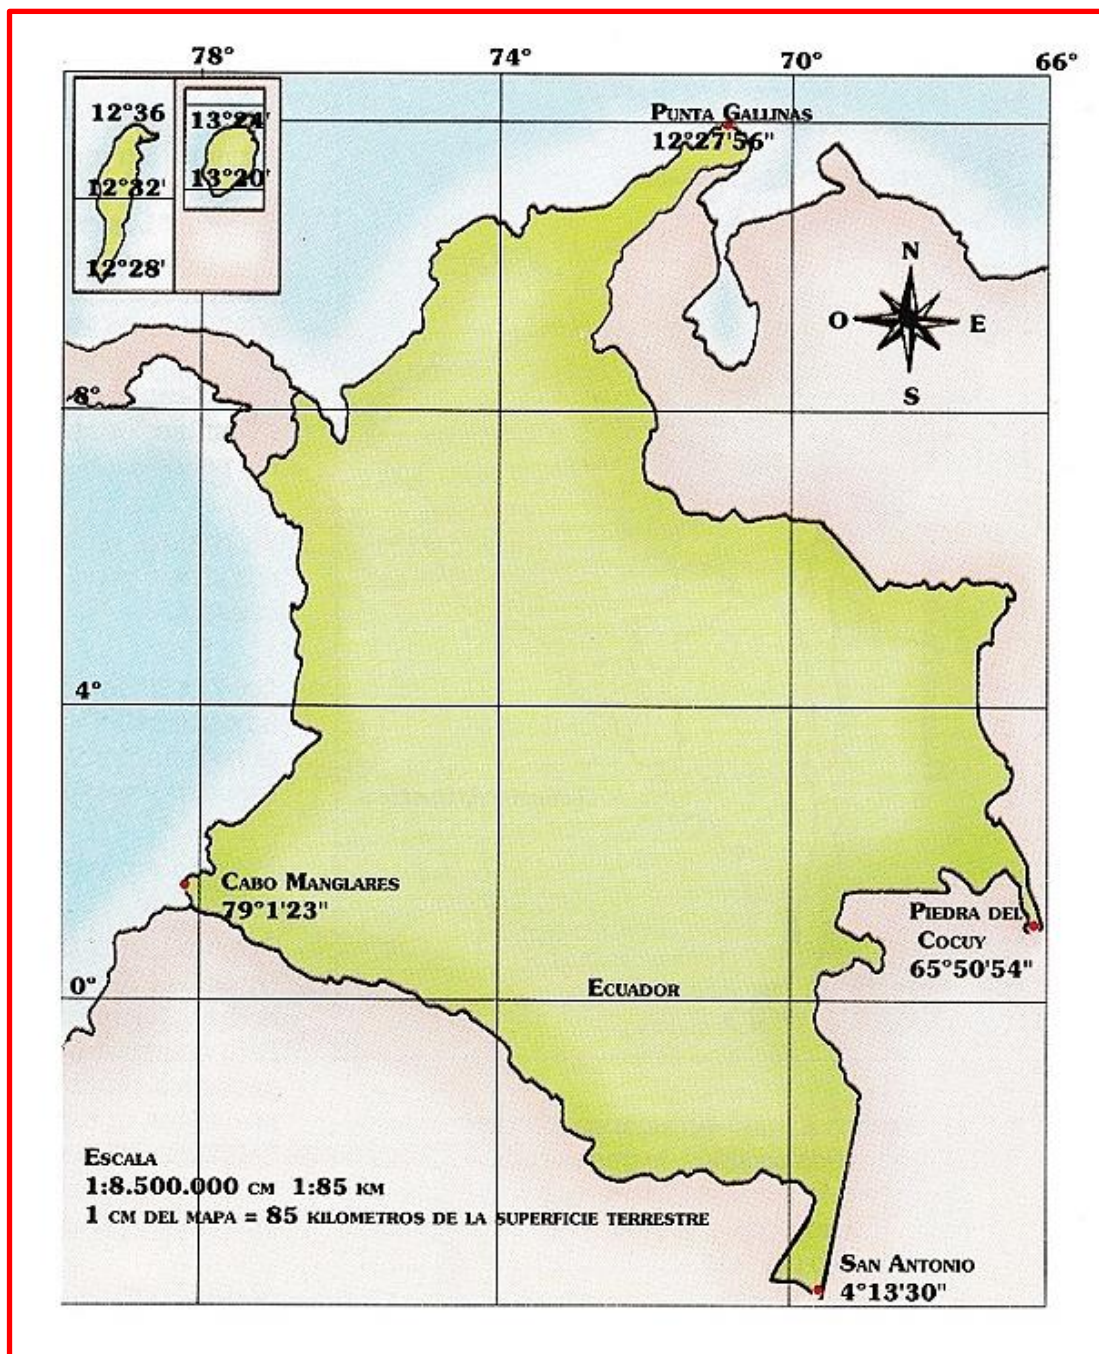 78°
74°
70°
66°
12°36
12°32'
12°28'
13°24'
13°20'
Punta Gallinas
12°27'56"
N
O
E
S
8°
4°
Cabo Manglares
79°1'23"
Piedra del
Cocuy
65°50'54"
0°
Ecuador
Escala
1:8.500.000 cm 1:85 km
1 cm del mapa = 85 kilometros de la superficie terrestre
San Antonio
4°13'30"